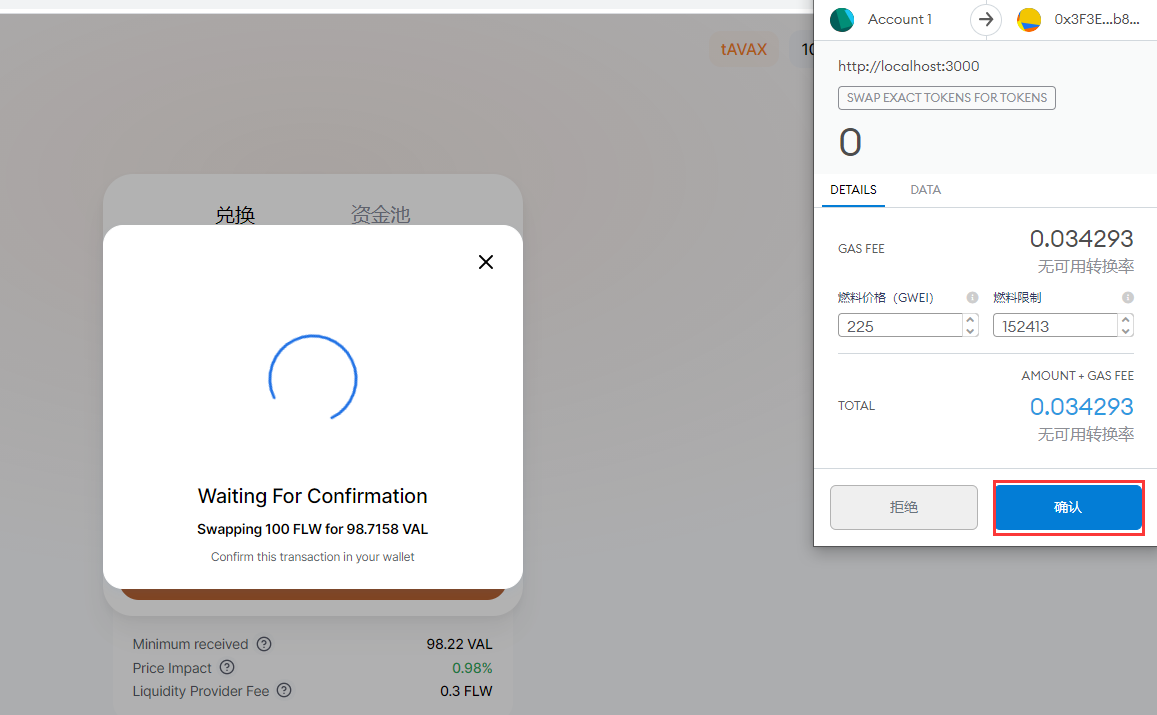 tAVAX
10
兑换
资金池
Waiting For Confirmation
Swapping 100 FLW for 98.7158 VAL
Confirm this transaction in your wallet
Minimum received ?
98.22 VAL
Price Impact ?
0.98%
Liquidity Provider Fee ?
0.3 FLW
Account 1
0x3F3E...b8...
http://localhost:3000
SWAP EXACT TOKENS FOR TOKENS
0
DETAILS
DATA
GAS FEE
0.034293
无可用转换率
燃料价格（GWEI）
燃料限制
225
152413
AMOUNT + GAS FEE
TOTAL
0.034293
无可用转换率
拒绝
确认